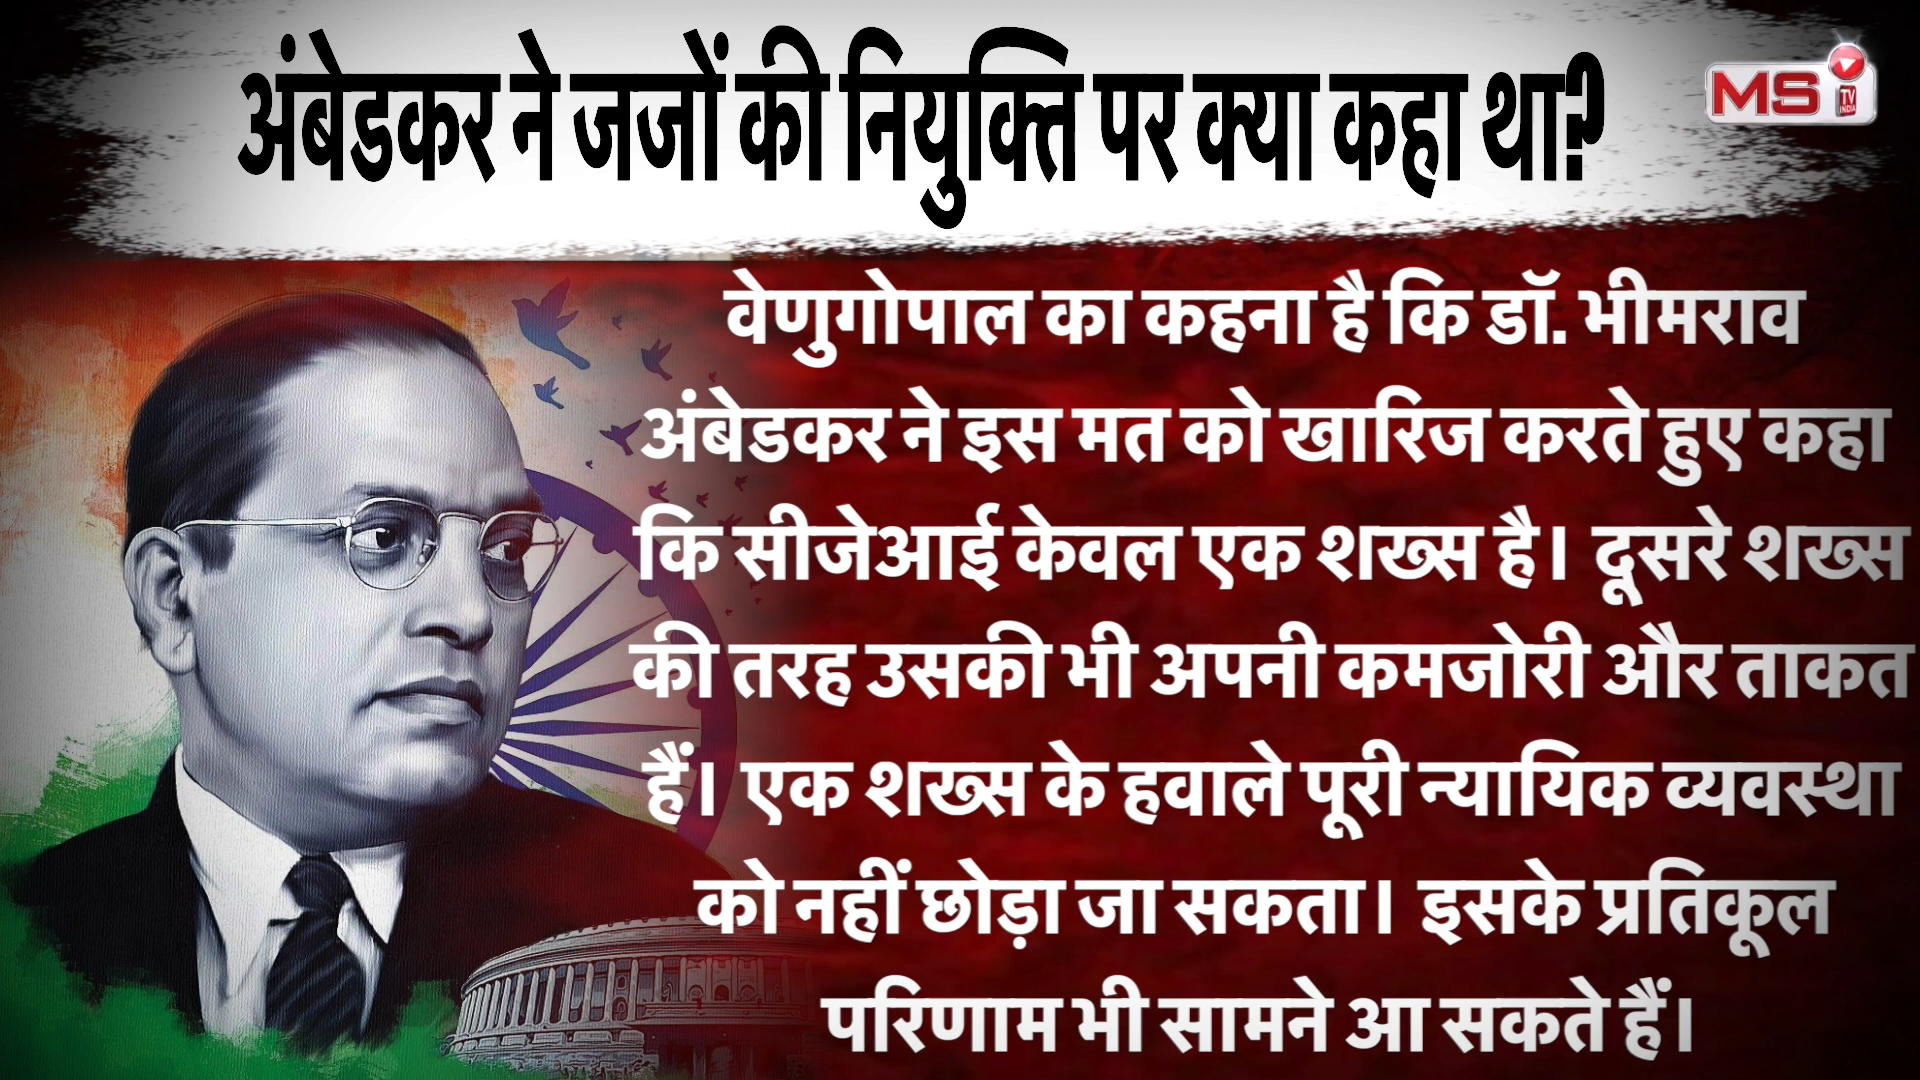 अंबेडकर ने जजों की नियुक्ति पर क्या कहा था?
MS
TV
INDIA
वेणुगोपाल का कहना है कि डॉ. भीमराव
अंबेडकर ने इस मत को खारिज करते हुए कहा
कि सीजेआई केवल एक शख्स है। दूसरे शख्स
की तरह उसकी भी अपनी कमजोरी और ताकत
हैं। एक शख्स के हवाले पूरी न्यायिक व्यवस्था
को नहीं छोड़ा जा सकता। इसके प्रतिकूल
परिणाम भी सामने आ सकते हैं।